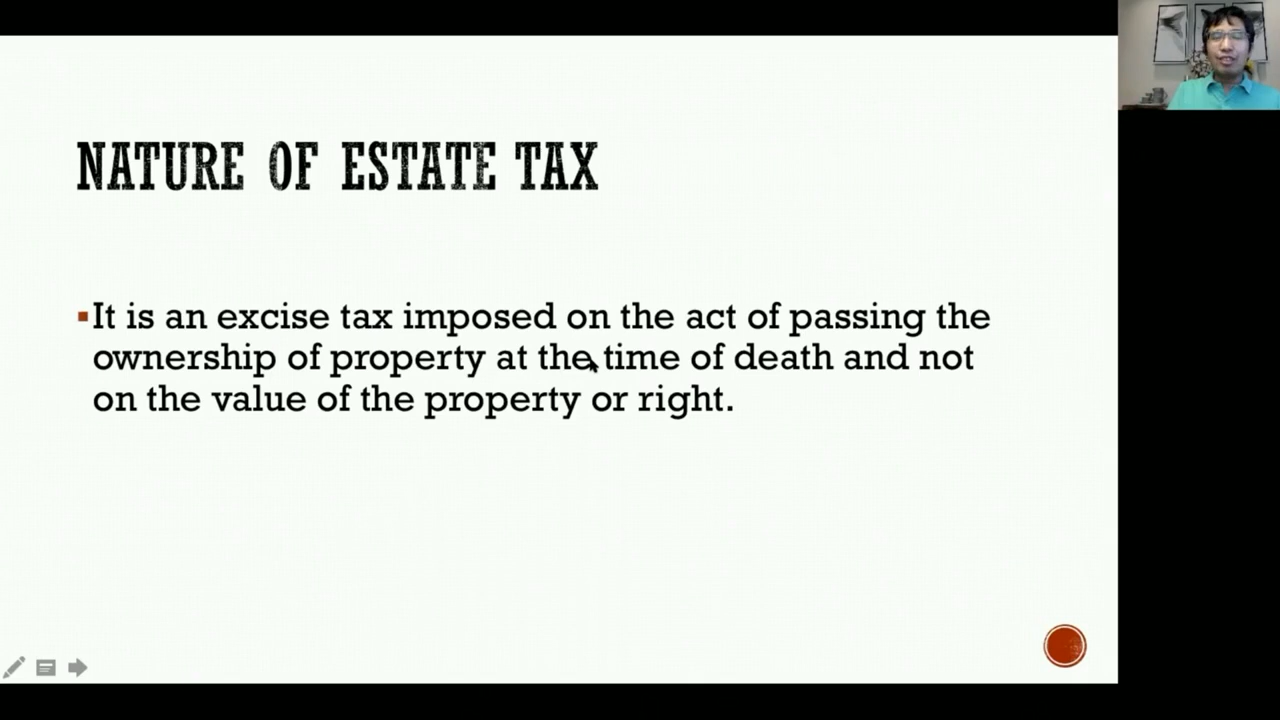 NATURE OF ESTATE TAX
It is an excise tax imposed on the act of passing the
ownership of property at the time of death and not
on the value of the property or right.